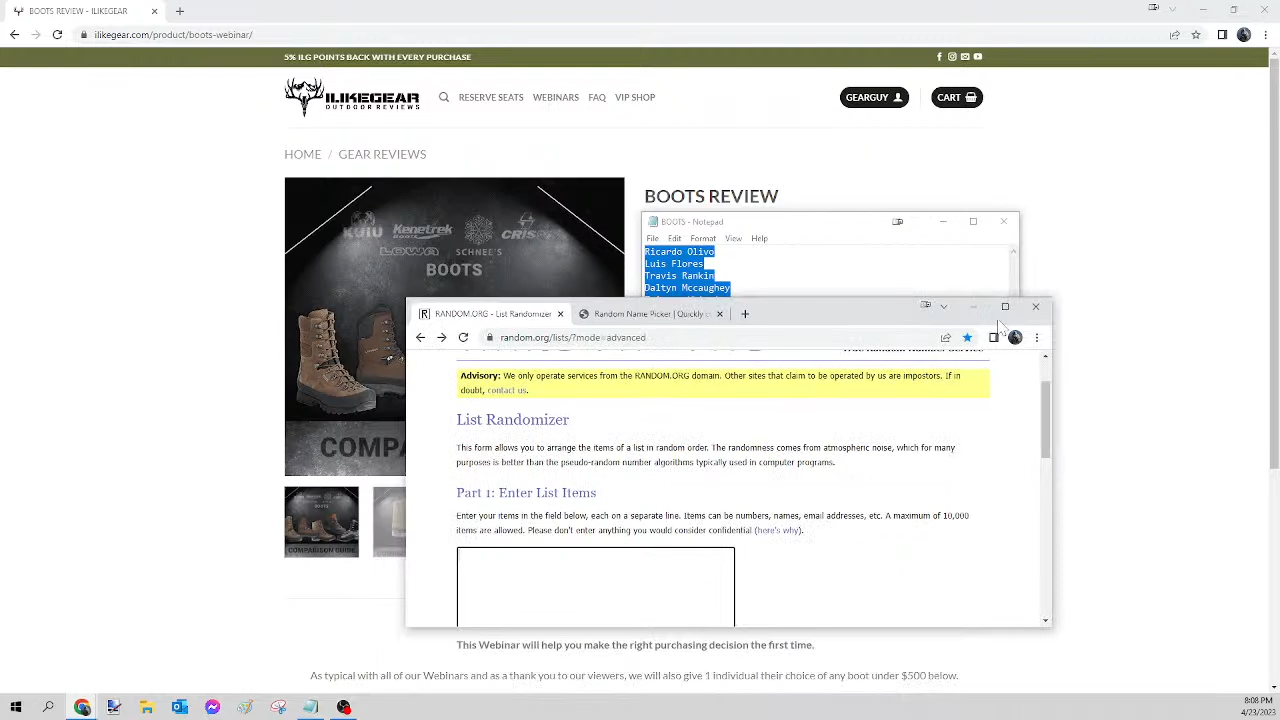 BOOTS REVIEW - ILIKEGEAR
ilikegear.com/product/boots-webinar/
5% ILG POINTS BACK WITH EVERY PURCHASE
ILIKEGEAR
OUTDOOR REVIEWS
RESERVE SEATS
WEBINARS
FAQ
VIP SHOP
GEARGUY
CART
HOME / GEAR REVIEWS
BOOTS REVIEW
KUIU
Kenetrek
BOOTS
LOWA
SCHNEE'S
BOOTS
BOOTS - Notepad
File Edit Format View Help
Ricardo Olivo
Luis Flores
Travis Rankin
Daltyn Mccaughey
RANDOM.ORG - List Randomizer
Random Name Picker | Quickly
random.org/lists/?mode=advanced
Advisory: We only operate services from the RANDOM.ORG domain. Other sites that claim to be operated by us are impostors. If in
doubt, contact us.
List Randomizer
This form allows you to arrange the items of a list in random order. The randomness comes from atmospheric noise, which for many
purposes is better than the pseudo-random number algorithms typically used in computer programs.
Part 1: Enter List Items
Enter your items in the field below, each on a separate line. Items can be numbers, names, email addresses, etc. A maximum of 10,000
items are allowed. Please don't enter anything you would consider confidential (here's why).
COMPA
COMPARISON GUIDE
This Webinar will help you make the right purchasing decision the first time.
As typical with all of our Webinars and as a thank you to our viewers, we will also give 1 individual their choice of any boot under $500 below.
8:08 PM
4/23/2023